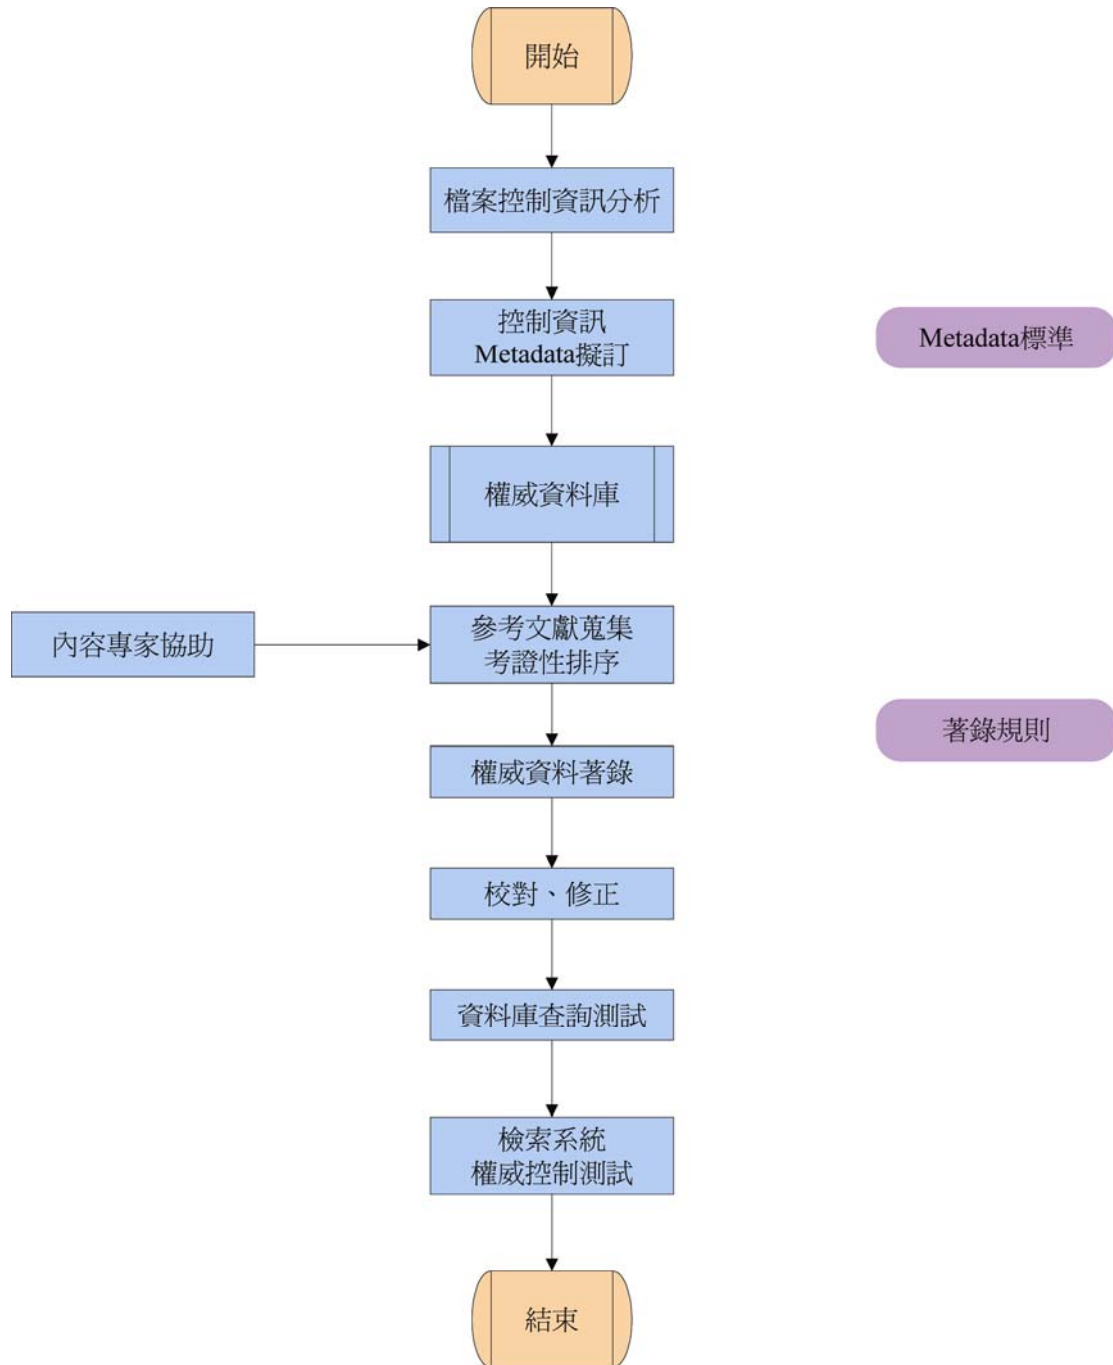 開始
檔案控制資訊分析
控制資訊
Metadata擬訂
Metadata標準
權威資料庫
內容專家協助
參考文獻蒐集
考證性排序
著錄規則
權威資料著錄
校對、修正
資料庫查詢測試
檢索系統
權威控制測試
結束